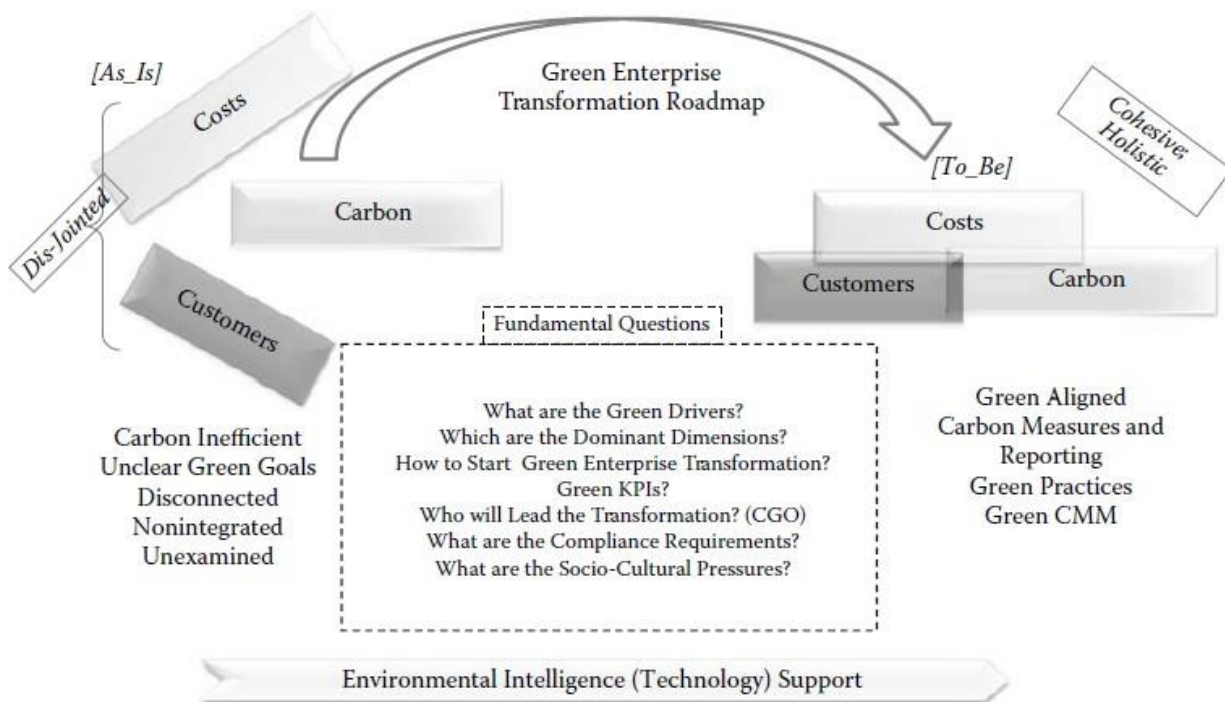 [As_Is]
Costs
Dis-Jointed
Carbon
Customers
Carbon Inefficient
Unclear Green Goals
Disconnected
Nonintegrated
Unexamined
Green Enterprise
Transformation Roadmap
Fundamental Questions
What are the Green Drivers?
Which are the Dominant Dimensions?
How to Start Green Enterprise Transformation?
Green KPIs?
Who will Lead the Transformation? (CGO)
What are the Compliance Requirements?
What are the Socio-Cultural Pressures?
Cohesive;
Holistic
[To_Be]
Costs
Customers
Carbon
Green Aligned
Carbon Measures and
Reporting
Green Practices
Green CMM
Environmental Intelligence (Technology) Support